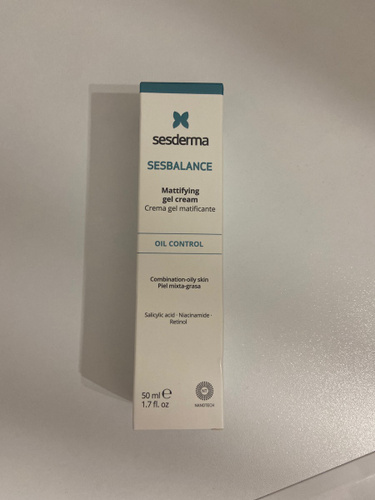 sesderma
SESBALANCE
Mattifying
gel cream
Crema gel matificante
OIL CONTROL
Combination-oily skin
Piel mixta-grasa
Salicylic acid · Niacinamide ·
Retinol
50 ml ℮
1.7 fl. oz
NANOTECH